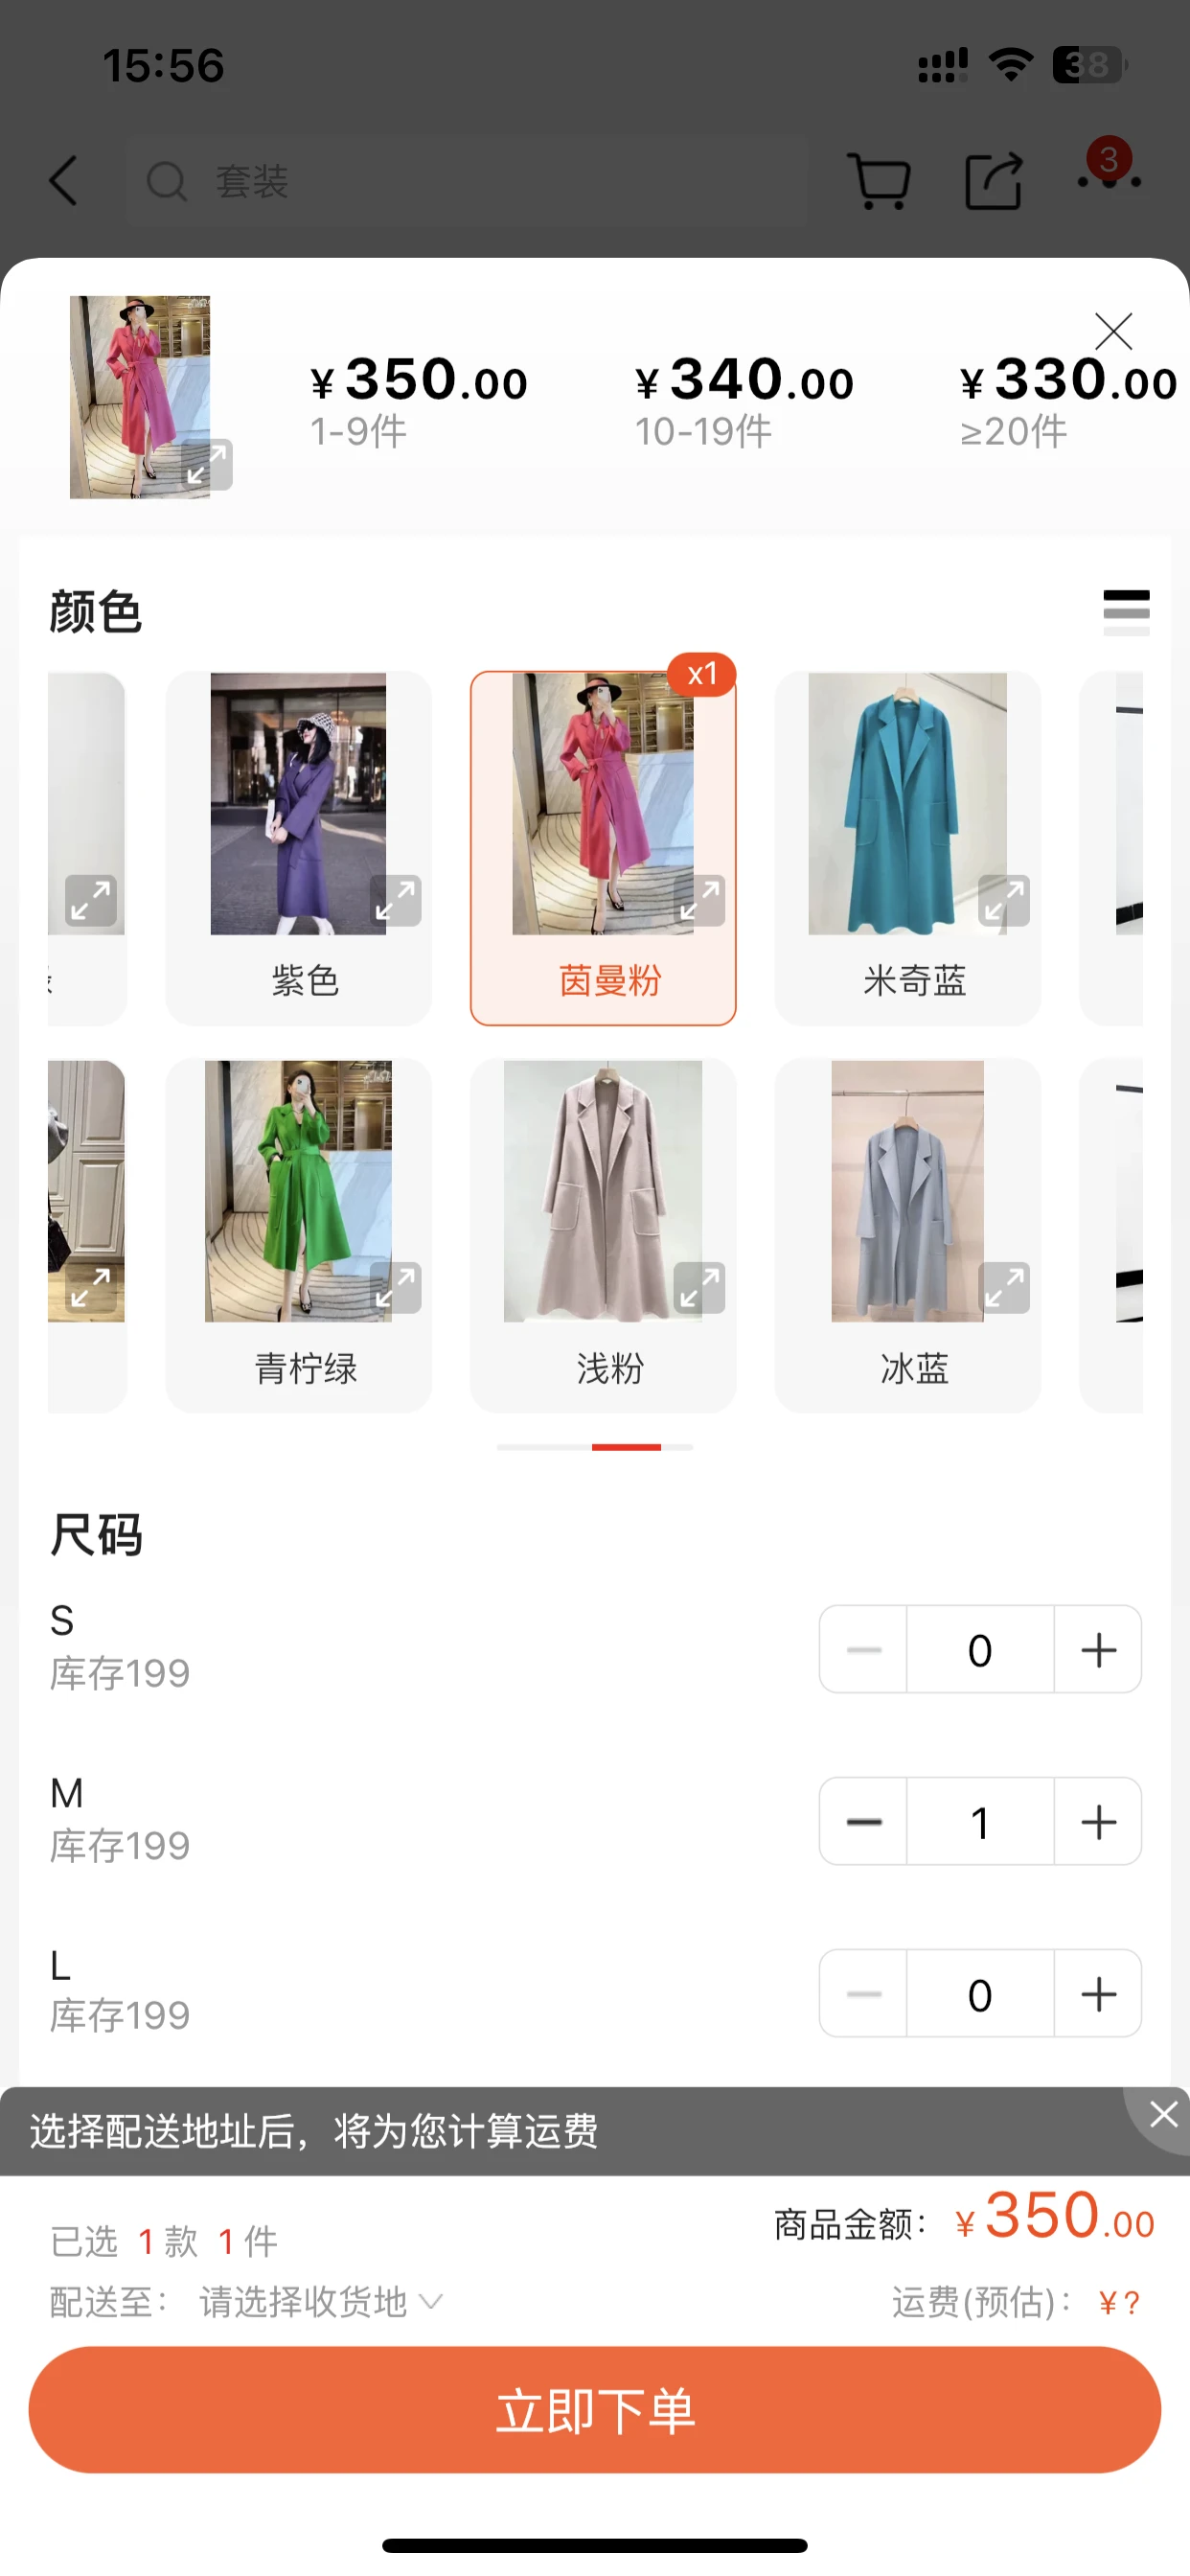 15:56
38
套装
3
¥350.00 ¥340.00 ¥330.00
1-9件 10-19件 ≥20件
颜色
x1
紫色 茵曼粉 米奇蓝
青柠绿 浅粉 冰蓝
尺码
S
库存199
0
M
库存199
1
L
库存199
0
选择配送地址后，将为您计算运费
已选 1 款 1 件
商品金额：¥350.00
配送至： 请选择收货地
运费(预估)：¥?
立即下单